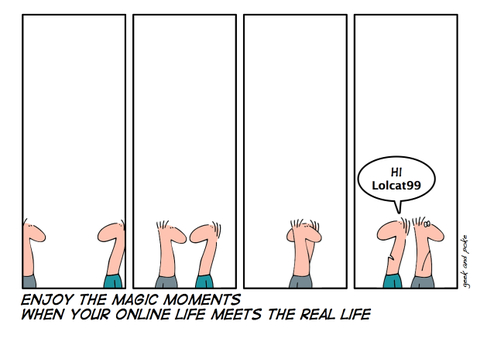 HI
Lolcat99
geek and poke
ENJOY THE MAGIC MOMENTS
WHEN YOUR ONLINE LIFE MEETS THE REAL LIFE